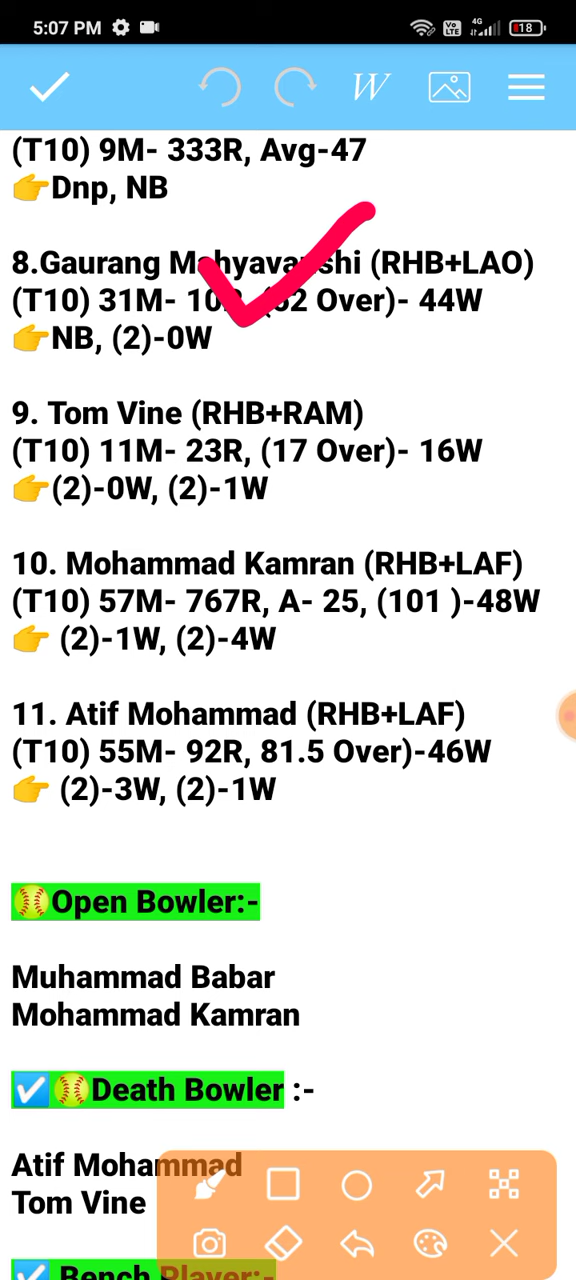 5:07 PM
Vo LTE 4G 18
W
(T10) 9M- 333R, Avg-47
👉Dnp, NB
8.Gaurang Mahyavanshi (RHB+LAO)
(T10) 31M- Over)- 44W
👉NB, (2)-0W
9. Tom Vine (RHB+RAM)
(T10) 11M- 23R, (17 Over)- 16W
👉(2)-0W, (2)-1W
10. Mohammad Kamran (RHB+LAF)
(T10) 57M- 767R, A- 25, (101 )-48W
👉 (2)-1W, (2)-4W
11. Atif Mohammad (RHB+LAF)
(T10) 55M- 92R, 81.5 Over)-46W
👉 (2)-3W, (2)-1W
🥎Open Bowler:-
Muhammad Babar
Mohammad Kamran
☑🥎Death Bowler :-
Atif Mohammad
Tom Vine
☑ Bench Player:-